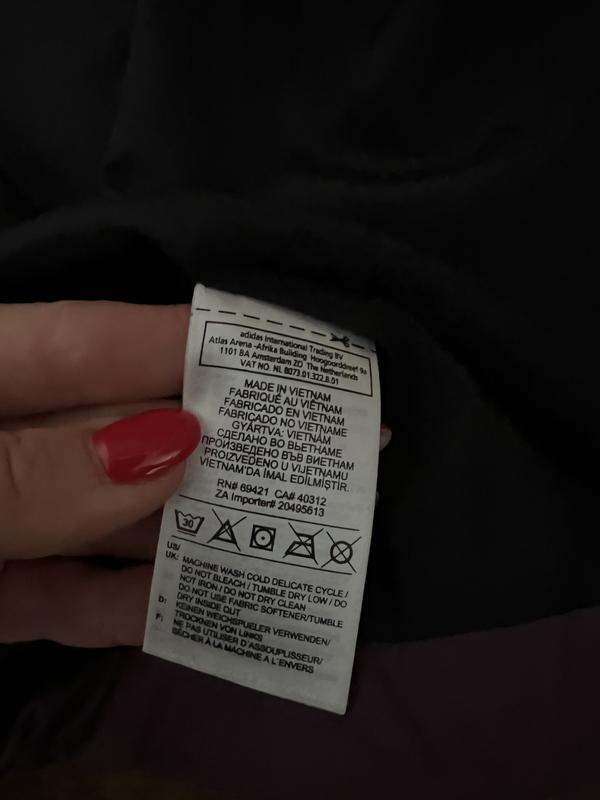 adidas International Trading BV
Atlas Arena -Afrika Building Hoogoorddreef 9a
1101 BA Amsterdam ZO The Netherlands
VAT NO. NL 8073.01.322.B.01
MADE IN VIETNAM
FABRIQUÉ AU VIÊTNAM
FABRICADO EN VIETNAM
FABRICADO NO VIETNAME
GYÁRTVA: VIETNÁM
СДЕЛАНО ВО ВЬЕТНАМЕ
ПРОИЗВЕДЕНО ВЪВ ВИЕТНАМ
PROIZVEDENO U VIJETNAMU
VIETNAM'DA İMAL EDİLMİŞTİR.
RN# 69421 CA# 40312
ZA Importer# 20495613
30
US/
UK: MACHINE WASH COLD DELICATE CYCLE /
DO NOT BLEACH / TUMBLE DRY LOW / DO
NOT IRON / DO NOT DRY CLEAN
DO NOT USE FABRIC SOFTENER/TUMBLE
DRY INSIDE OUT
D: KEINEN WEICHSPUELER VERWENDEN/
TROCKNEN VON LINKS
F: NE PAS UTILISER D'ASSOUPLISSEUR/
SÉCHER À LA MACHINE À L'ENVERS